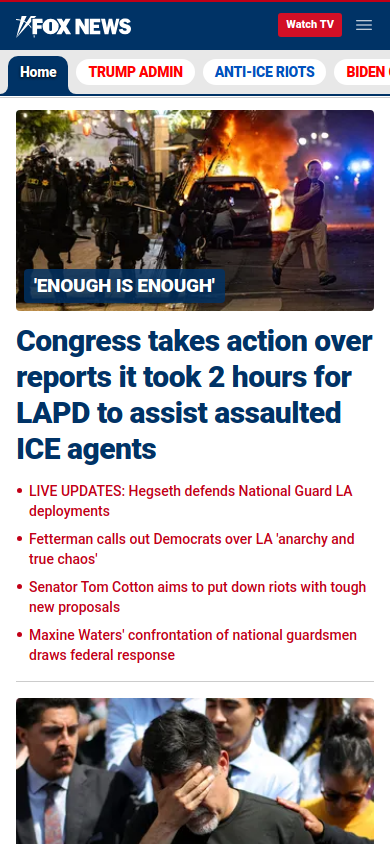 FOX NEWS
Watch TV
Home
TRUMP ADMIN
ANTI-ICE RIOTS
BIDEN
'ENOUGH IS ENOUGH'
Congress takes action over
reports it took 2 hours for
LAPD to assist assaulted
ICE agents
• LIVE UPDATES: Hegseth defends National Guard LA
deployments
• Fetterman calls out Democrats over LA 'anarchy and
true chaos'
• Senator Tom Cotton aims to put down riots with tough
new proposals
• Maxine Waters' confrontation of national guardsmen
draws federal response